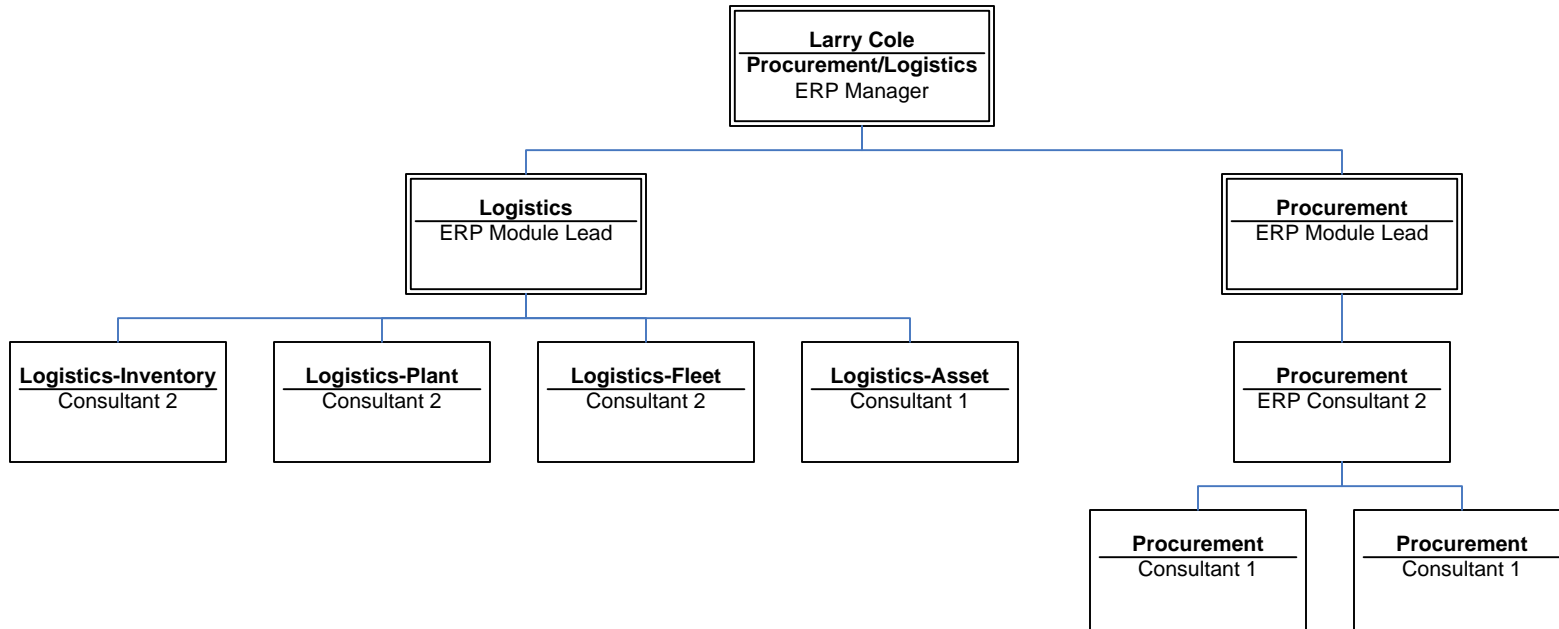 Larry Cole
Procurement/Logistics
ERP Manager
Logistics
ERP Module Lead
Procurement
ERP Module Lead
Logistics-Inventory
Consultant 2
Logistics-Plant
Consultant 2
Logistics-Fleet
Consultant 2
Logistics-Asset
Consultant 1
Procurement
ERP Consultant 2
Procurement
Consultant 1
Procurement
Consultant 1